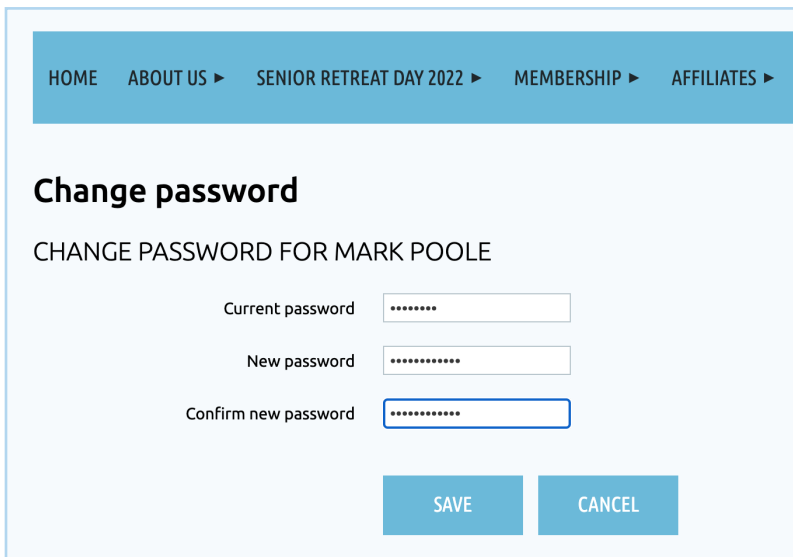 HOME ABOUT US ► SENIOR RETREAT DAY 2022 ► MEMBERSHIP ► AFFILIATES ►
Change password
CHANGE PASSWORD FOR MARK POOLE
Current password ••••••••
New password ••••••••••••
Confirm new password ••••••••••••
SAVE CANCEL